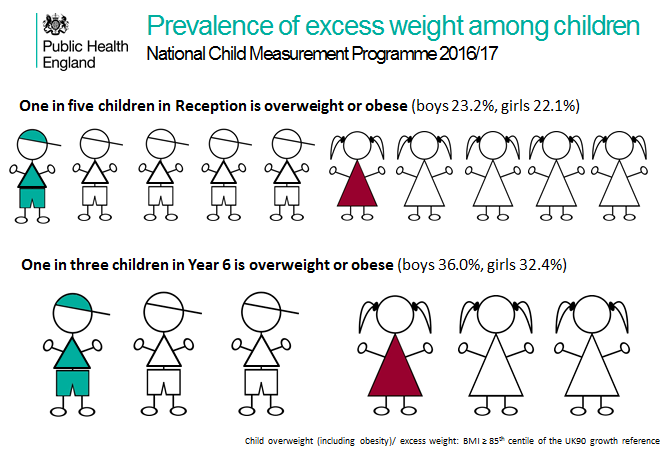 Prevalence of excess weight among children
Public Health
England
National Child Measurement Programme 2016/17
One in five children in Reception is overweight or obese (boys 23.2%, girls 22.1%)
One in three children in Year 6 is overweight or obese (boys 36.0%, girls 32.4%)
Child overweight (including obesity)/ excess weight: BMI ≥ 85th centile of the UK90 growth reference